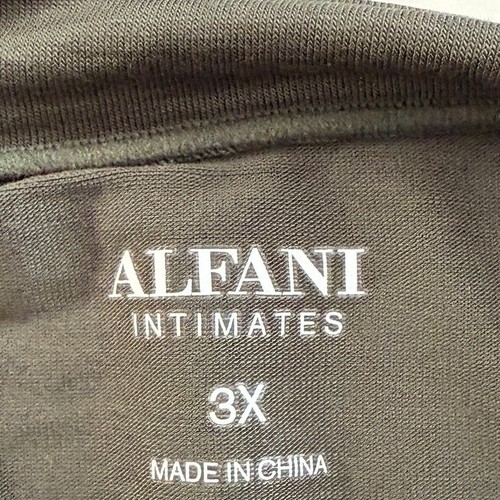 ALFANI
INTIMATES
3X
MADE IN CHINA